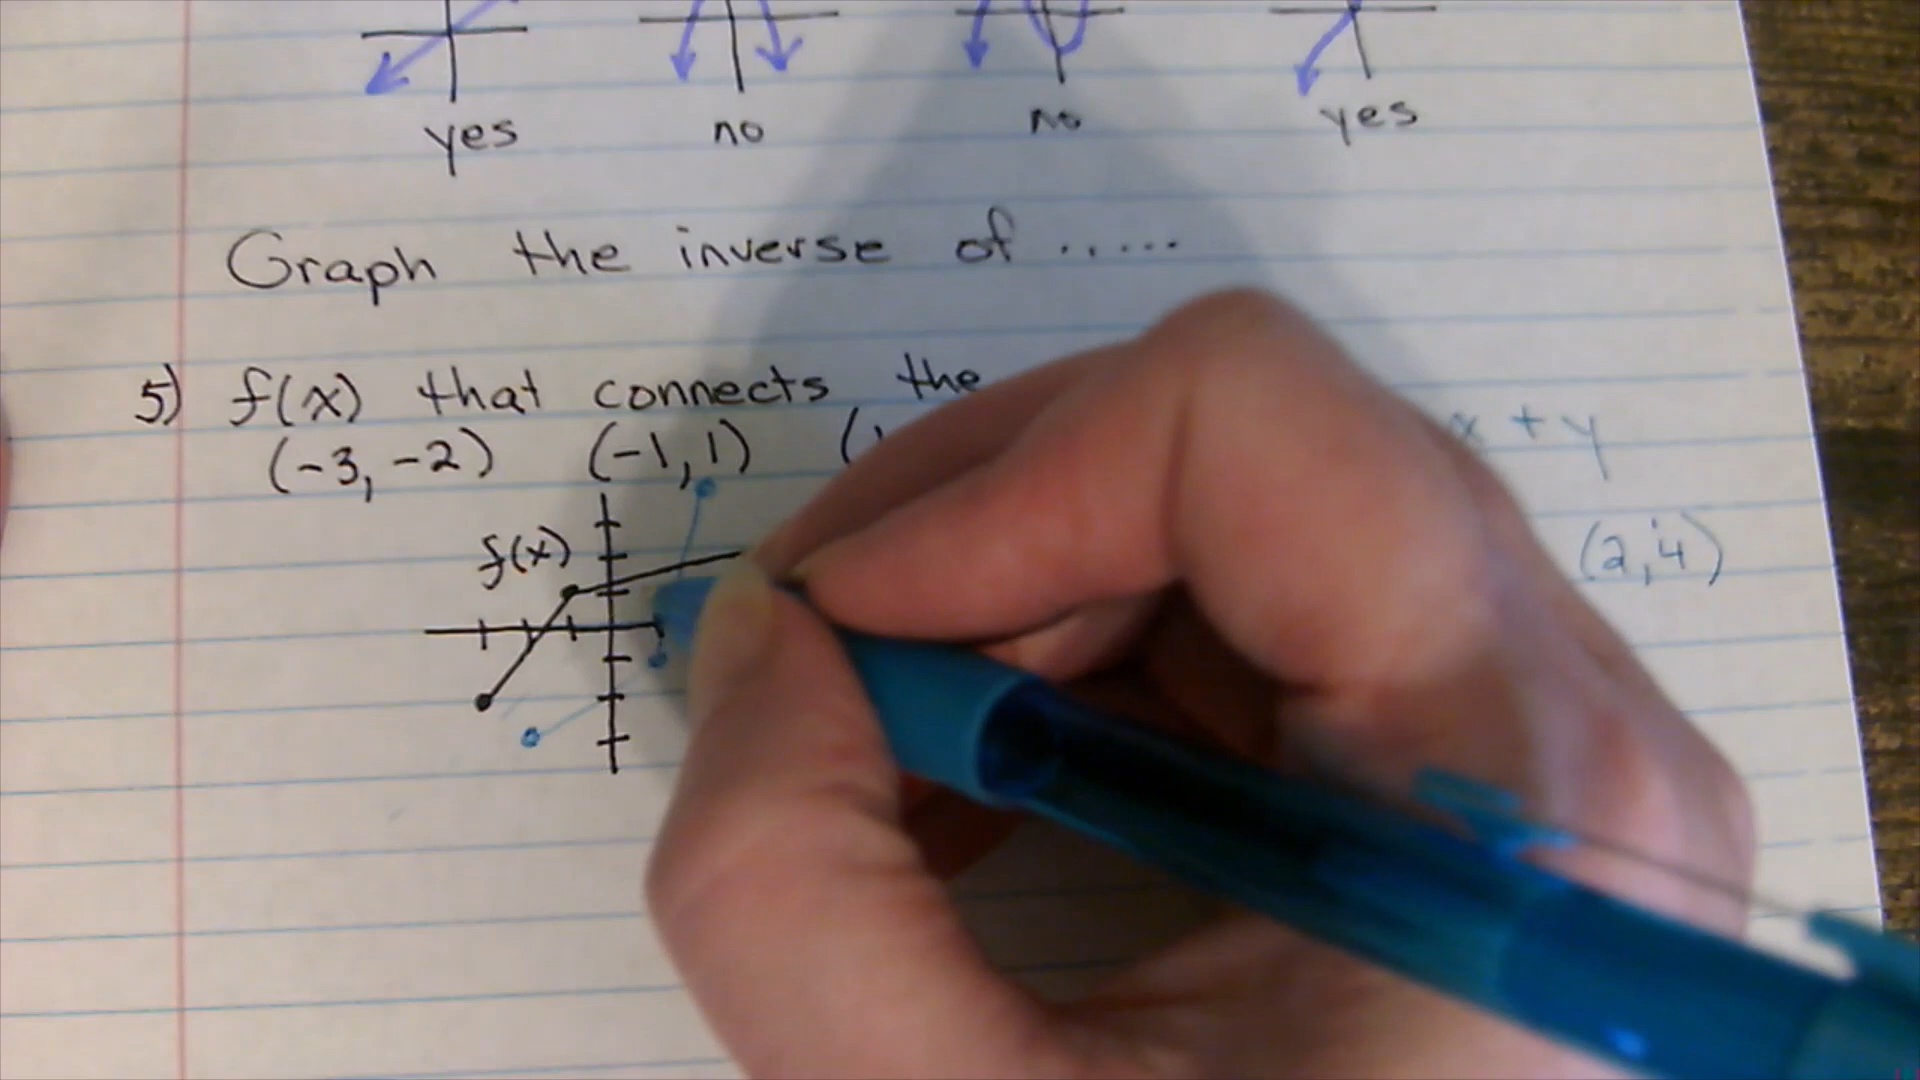 yes no no yes
Graph the inverse of .....
5) f(x) that connects the
(-3, -2) (-1, 1) ( x + y
f(x) (2, 4)